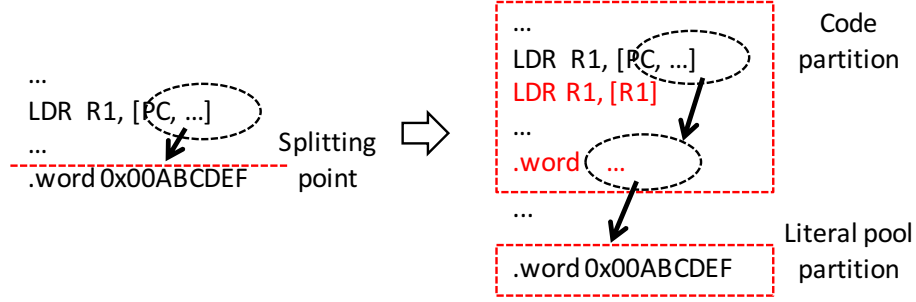 ...
LDR R1, [PC, ...]
...
.word 0x00ABCDEF
Splitting
point
...
LDR R1, [PC, ...]
LDR R1, [R1]
...
.word ...
...
.word 0x00ABCDEF
Code
partition
Literal pool
partition